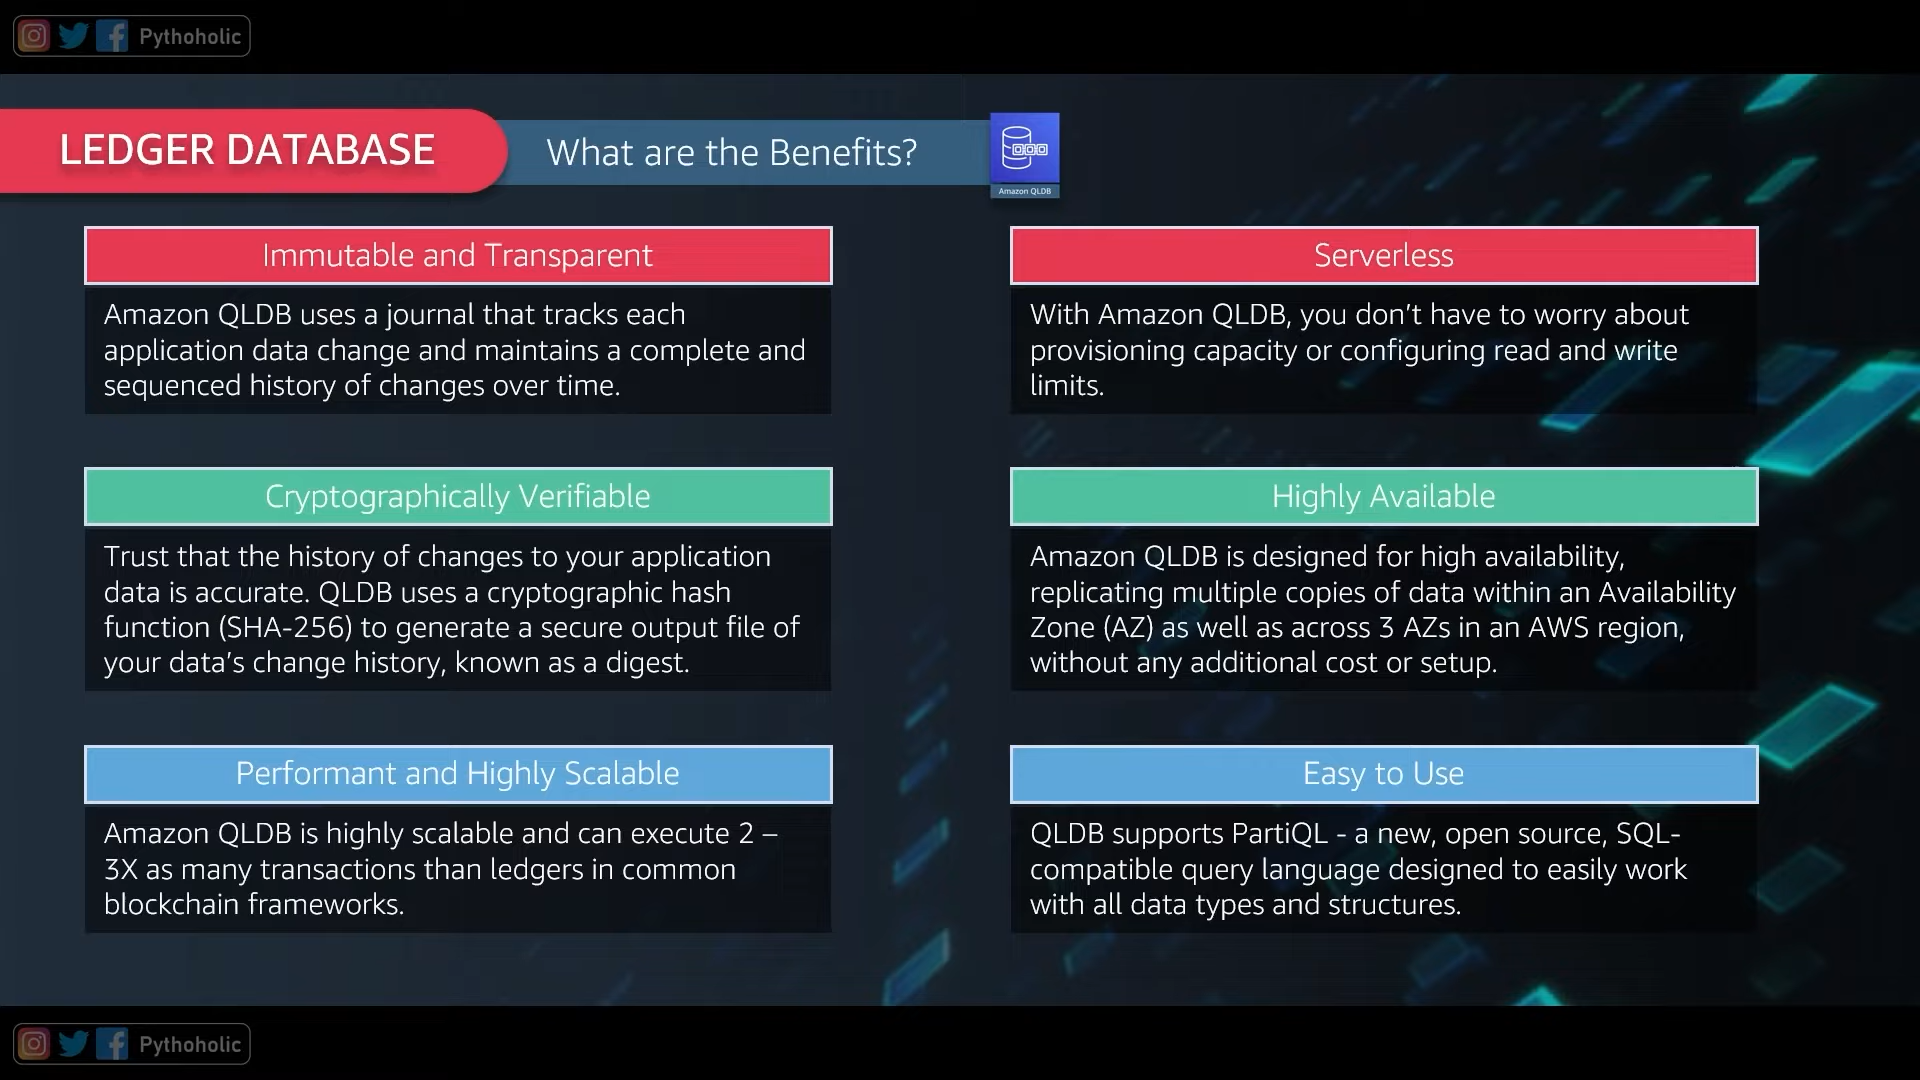 Pythoholic
LEDGER DATABASE
What are the Benefits?
Amazon QLDB
Immutable and Transparent
Amazon QLDB uses a journal that tracks each
application data change and maintains a complete and
sequenced history of changes over time.
Serverless
With Amazon QLDB, you don’t have to worry about
provisioning capacity or configuring read and write
limits.
Cryptographically Verifiable
Trust that the history of changes to your application
data is accurate. QLDB uses a cryptographic hash
function (SHA-256) to generate a secure output file of
your data’s change history, known as a digest.
Highly Available
Amazon QLDB is designed for high availability,
replicating multiple copies of data within an Availability
Zone (AZ) as well as across 3 AZs in an AWS region,
without any additional cost or setup.
Performant and Highly Scalable
Amazon QLDB is highly scalable and can execute 2 –
3X as many transactions than ledgers in common
blockchain frameworks.
Easy to Use
QLDB supports PartiQL - a new, open source, SQL-
compatible query language designed to easily work
with all data types and structures.
Pythoholic